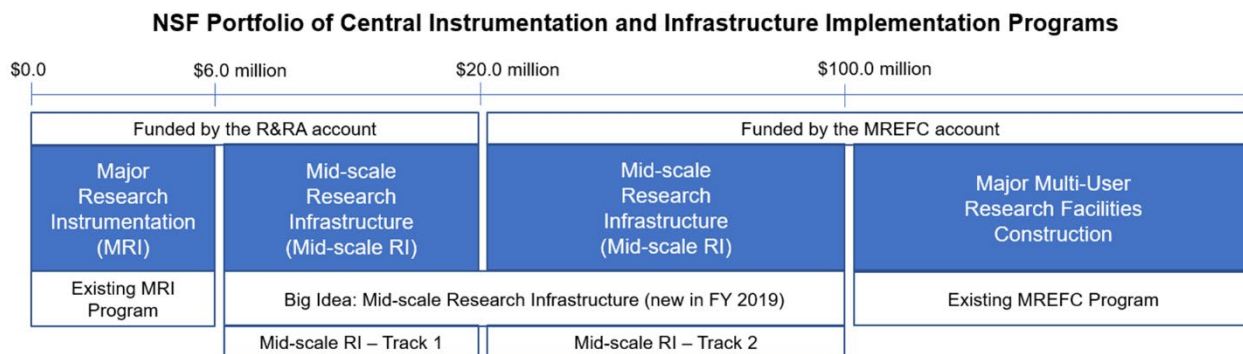 NSF Portfolio of Central Instrumentation and Infrastructure Implementation Programs
$0.0
$6.0 million
$20.0 million
$100.0 million
Funded by the R&RA account
Funded by the MREFC account
Major
Research
Instrumentation
(MRI)
Mid-scale
Research
Infrastructure
(Mid-scale RI)
Mid-scale
Research
Infrastructure
(Mid-scale RI)
Major Multi-User
Research Facilities
Construction
Existing MRI
Program
Big Idea: Mid-scale Research Infrastructure (new in FY 2019)
Existing MREFC Program
Mid-scale RI – Track 1
Mid-scale RI – Track 2